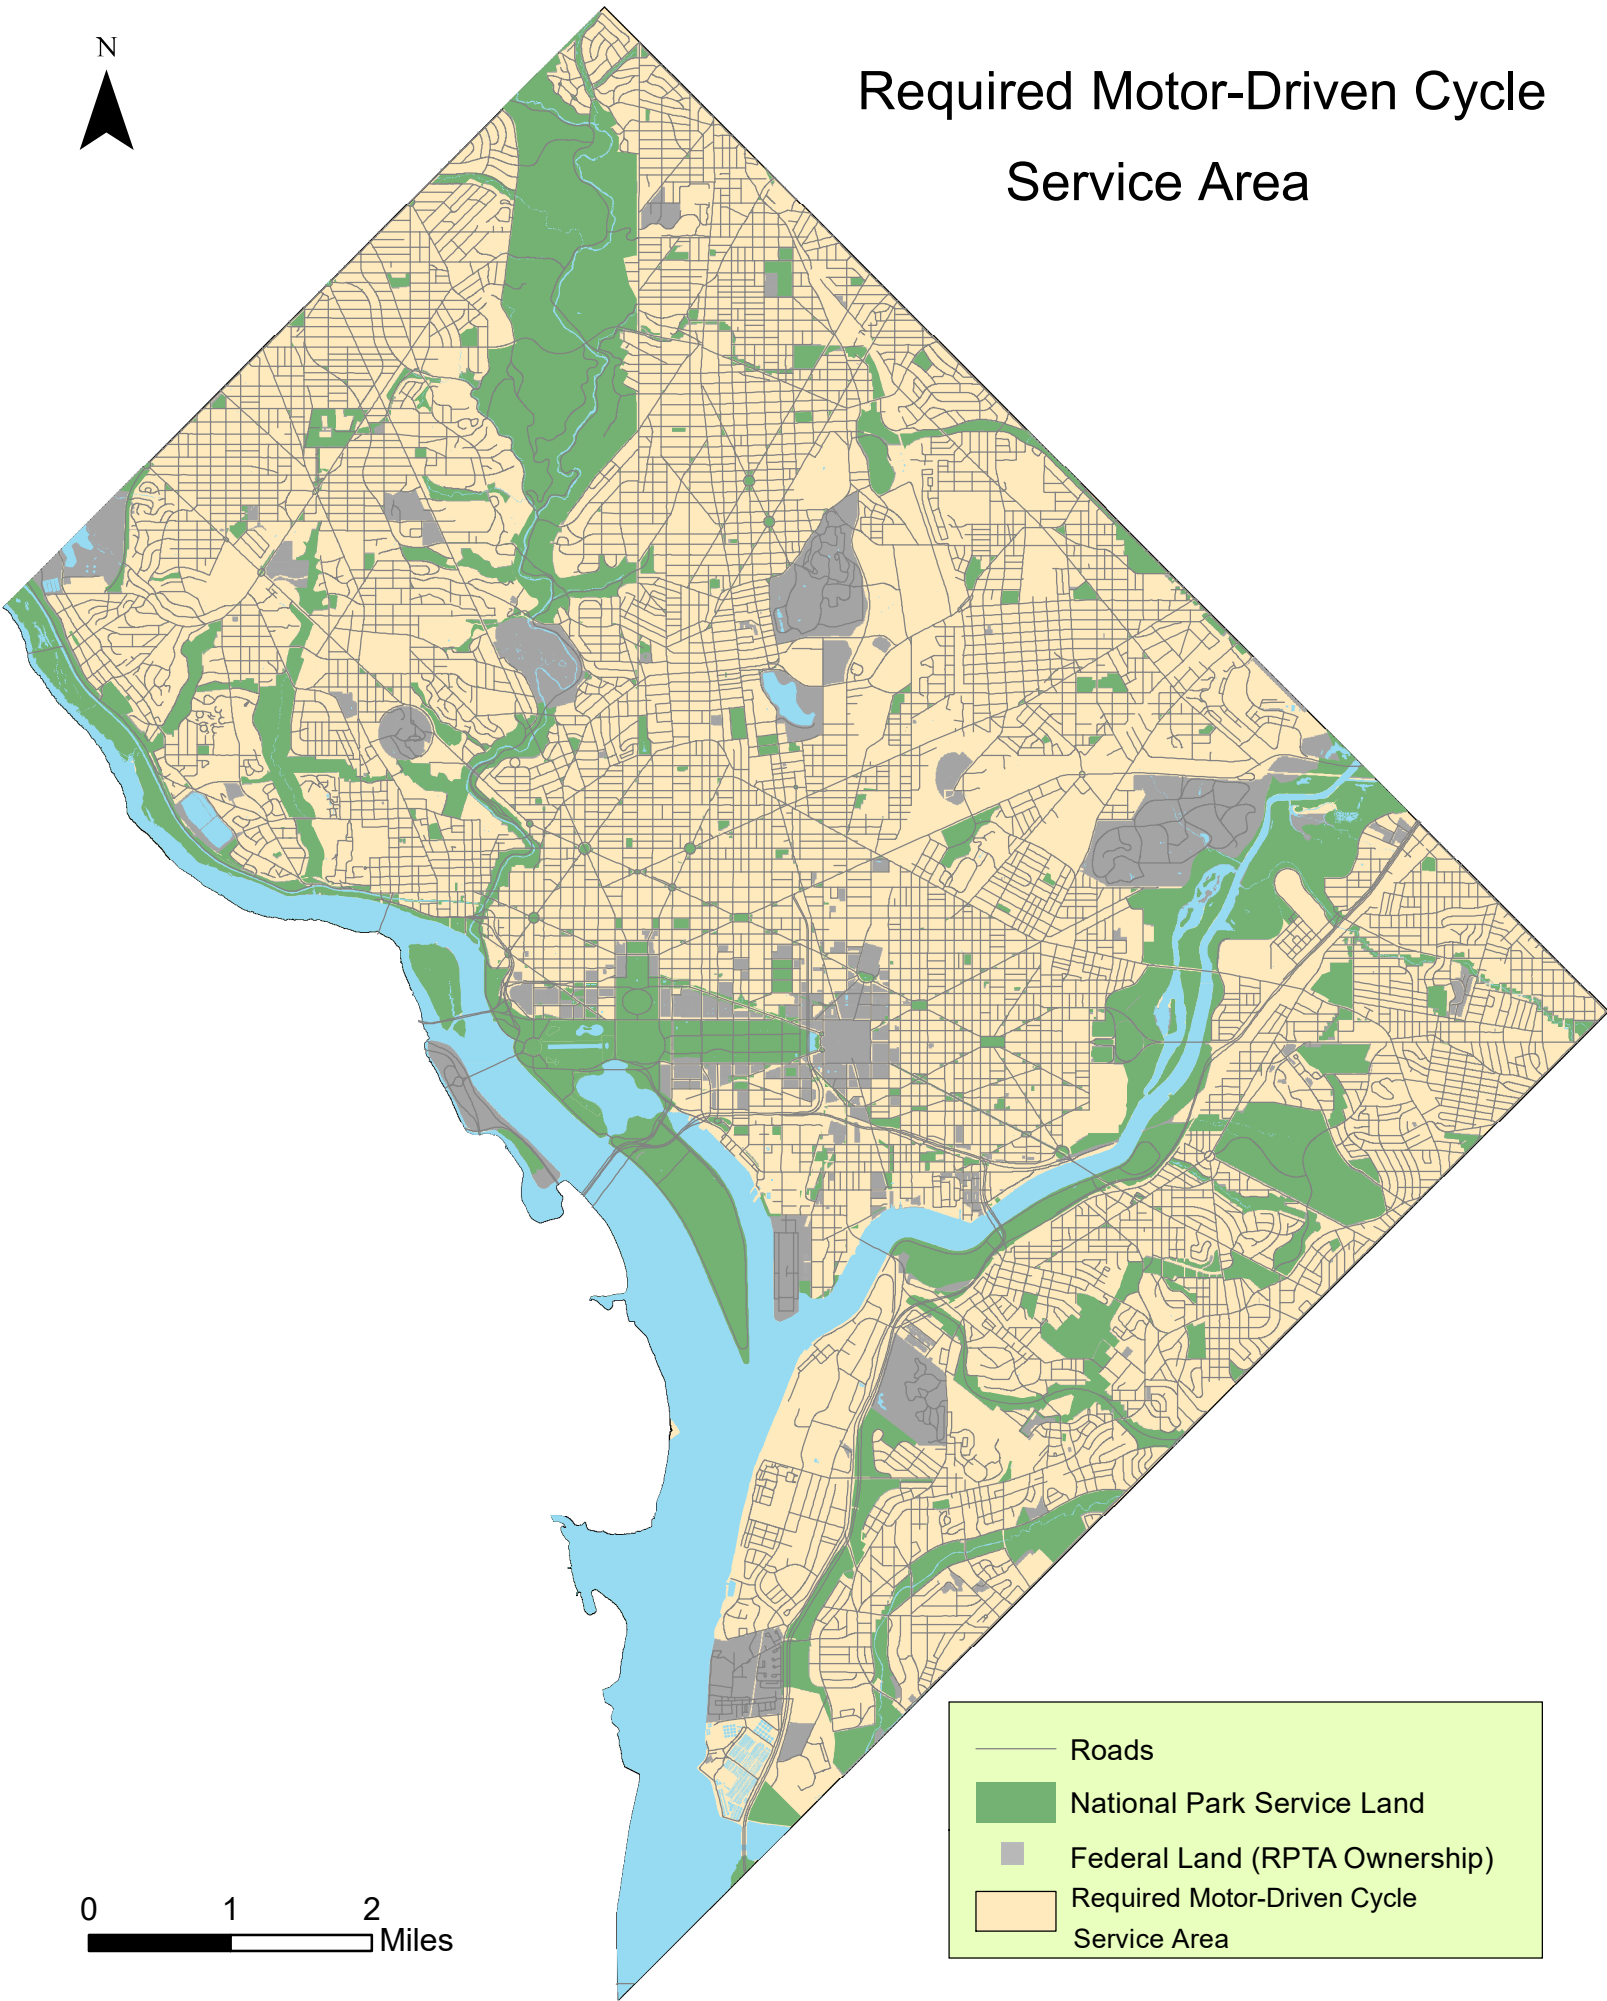 N
Required Motor-Driven Cycle
Service Area
Roads
National Park Service Land
Federal Land (RPTA Ownership)
Required Motor-Driven Cycle
Service Area
0 1 2
Miles